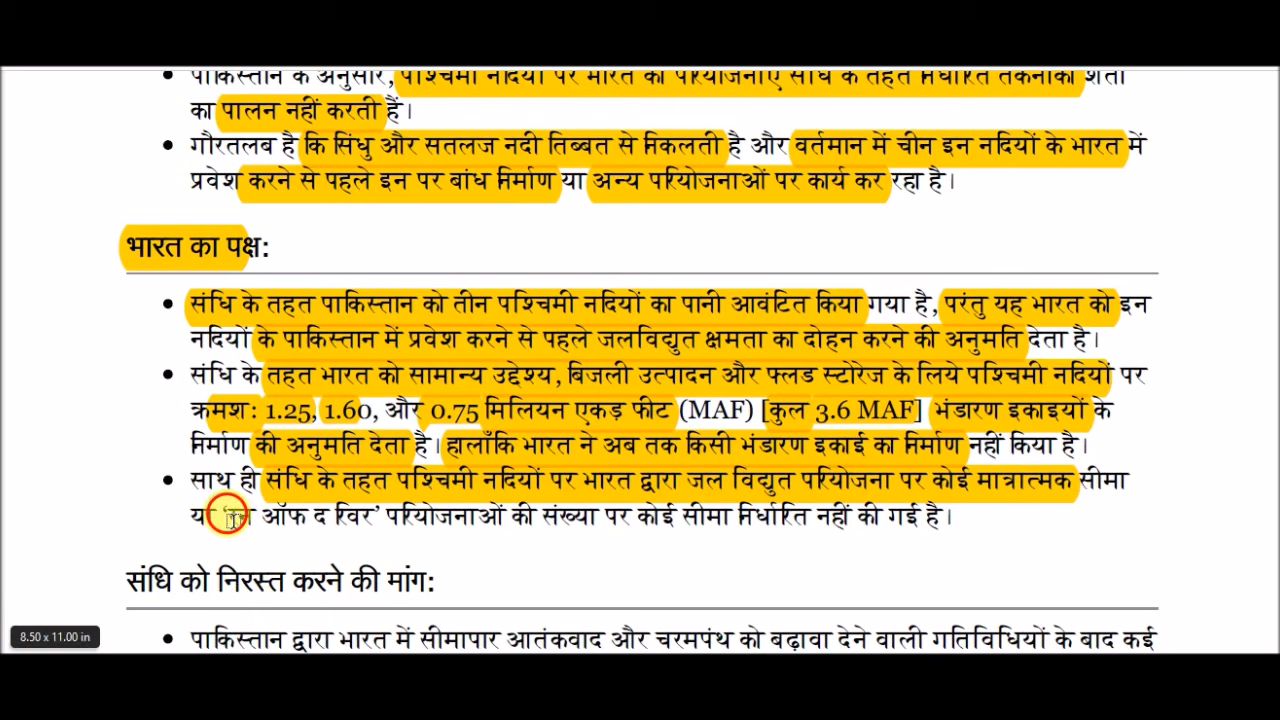 पाकिस्तान के अनुसार, पश्चिमी नदियों पर भारत की परियोजनाएँ संधि के तहत निर्धारित तकनीकी शर्तों
का पालन नहीं करती हैं।
गौरतलब है कि सिंधु और सतलज नदी तिब्बत से निकलती है और वर्तमान में चीन इन नदियों के भारत में
प्रवेश करने से पहले इन पर बांध निर्माण या अन्य परियोजनाओं पर कार्य कर रहा है।
भारत का पक्ष:
संधि के तहत पाकिस्तान को तीन पश्चिमी नदियों का पानी आवंटित किया गया है, परंतु यह भारत को इन
नदियों के पाकिस्तान में प्रवेश करने से पहले जलविद्युत क्षमता का दोहन करने की अनुमति देता है।
संधि के तहत भारत को सामान्य उद्देश्य, बिजली उत्पादन और फ्लड स्टोरेज के लिये पश्चिमी नदियों पर
क्रमश: 1.25, 1.60, और 0.75 मिलियन एकड़ फीट (MAF) [कुल 3.6 MAF] भंडारण इकाइयों के
निर्माण की अनुमति देता है। हालाँकि भारत ने अब तक किसी भंडारण इकाई का निर्माण नहीं किया है।
साथ ही संधि के तहत पश्चिमी नदियों पर भारत द्वारा जल विद्युत परियोजना पर कोई मात्रात्मक सीमा
या ऑफ द रिवर’ परियोजनाओं की संख्या पर कोई सीमा निर्धारित नहीं की गई है।
संधि को निरस्त करने की मांग:
8.50 x 11.00 in
पाकिस्तान द्वारा भारत में सीमापार आतंकवाद और चरमपंथ को बढ़ावा देने वाली गतिविधियों के बाद कई